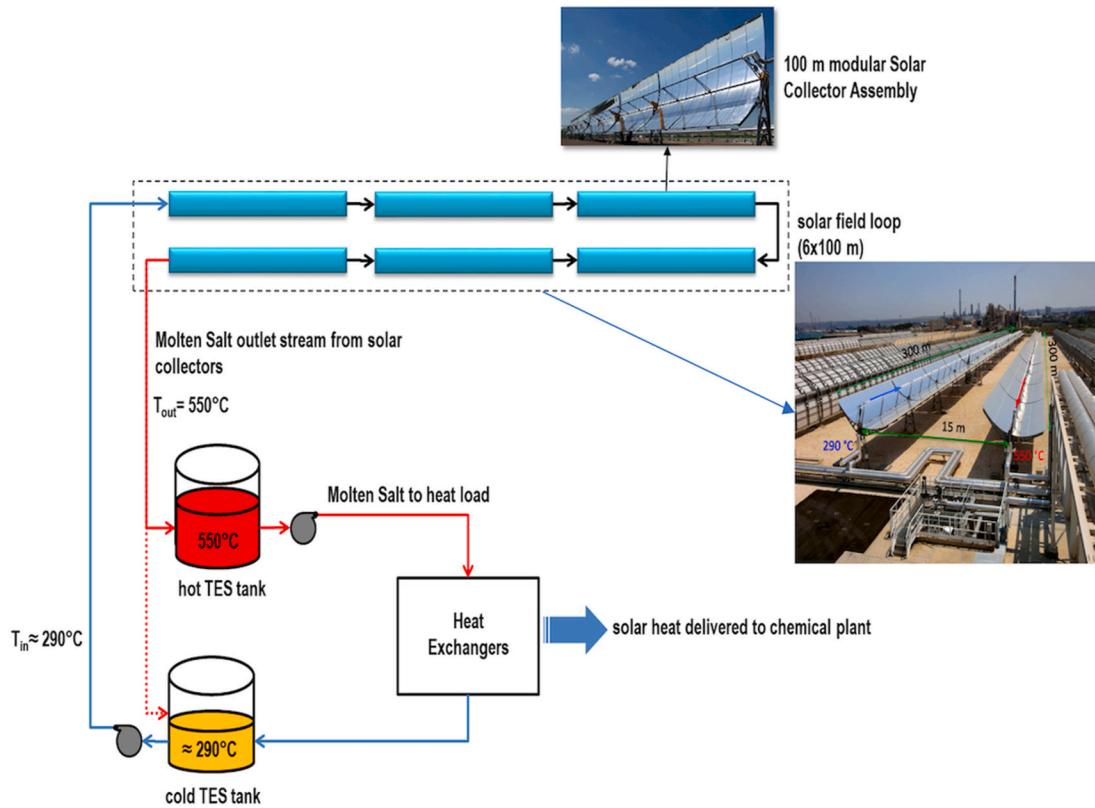 100 m modular Solar
Collector Assembly
solar field loop
(6x100 m)
300 m
300 m
15 m
290 °C
550 °C
Molten Salt outlet stream from solar
collectors
Tout= 550°C
Molten Salt to heat load
550°C
hot TES tank
Heat
Exchangers
solar heat delivered to chemical plant
Tin≈ 290°C
≈ 290°C
cold TES tank